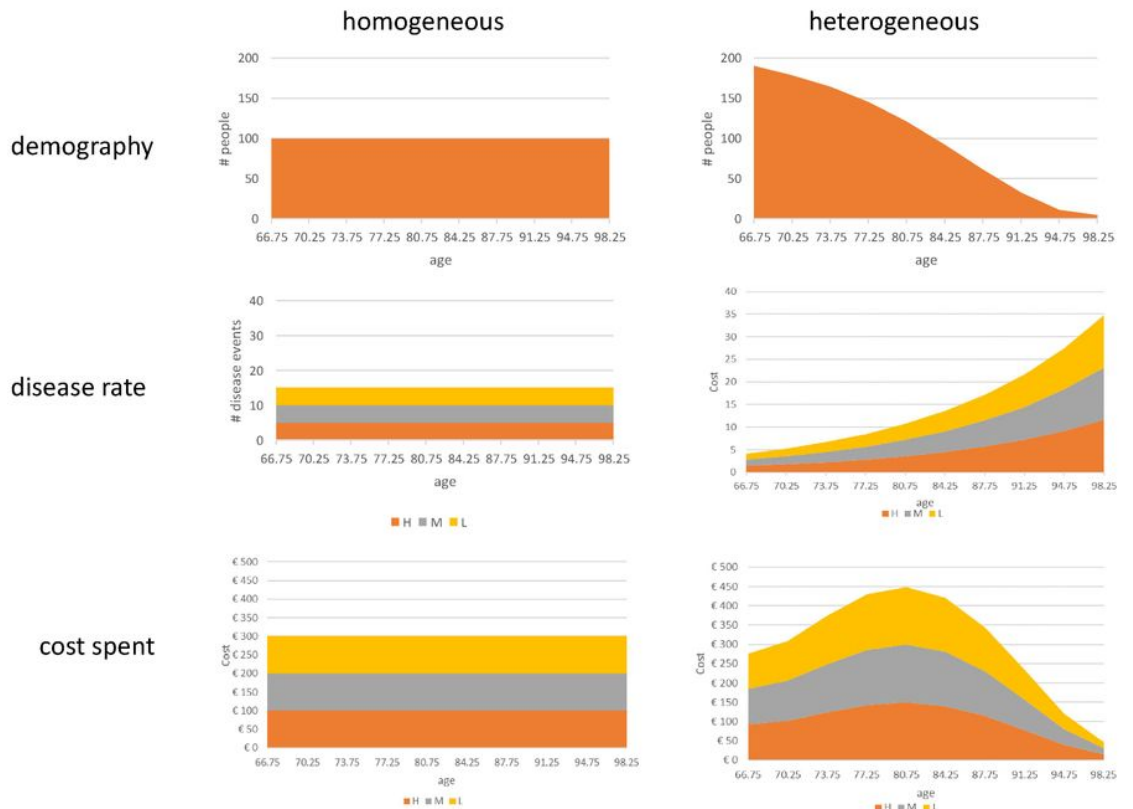 homogeneous
heterogeneous
demography
200
150
100
50
0
# people
66.75 70.25 73.75 77.25 80.75 84.25 87.75 91.25 94.75 98.25
age
200
150
100
50
0
# people
66.75 70.25 73.75 77.25 80.75 84.25 87.75 91.25 94.75 98.25
age
disease rate
40
30
20
10
0
# disease events
66.75 70.25 73.75 77.25 80.75 84.25 87.75 91.25 94.75 98.25
age
H M L
40
35
30
25
20
15
10
5
0
Cost
66.75 70.25 73.75 77.25 80.75 84.25 87.75 91.25 94.75 98.25
age
H M L
cost spent
€ 500
€ 450
€ 400
€ 350
€ 300
€ 250
€ 200
€ 150
€ 100
€ 50
€ 0
Cost
66.75 70.25 73.75 77.25 80.75 84.25 87.75 91.25 94.75 98.25
age
H M L
€ 500
€ 450
€ 400
€ 350
€ 300
€ 250
€ 200
€ 150
€ 100
€ 50
€ 0
Cost
66.75 70.25 73.75 77.25 80.75 84.25 87.75 91.25 94.75 98.25
age
H M L